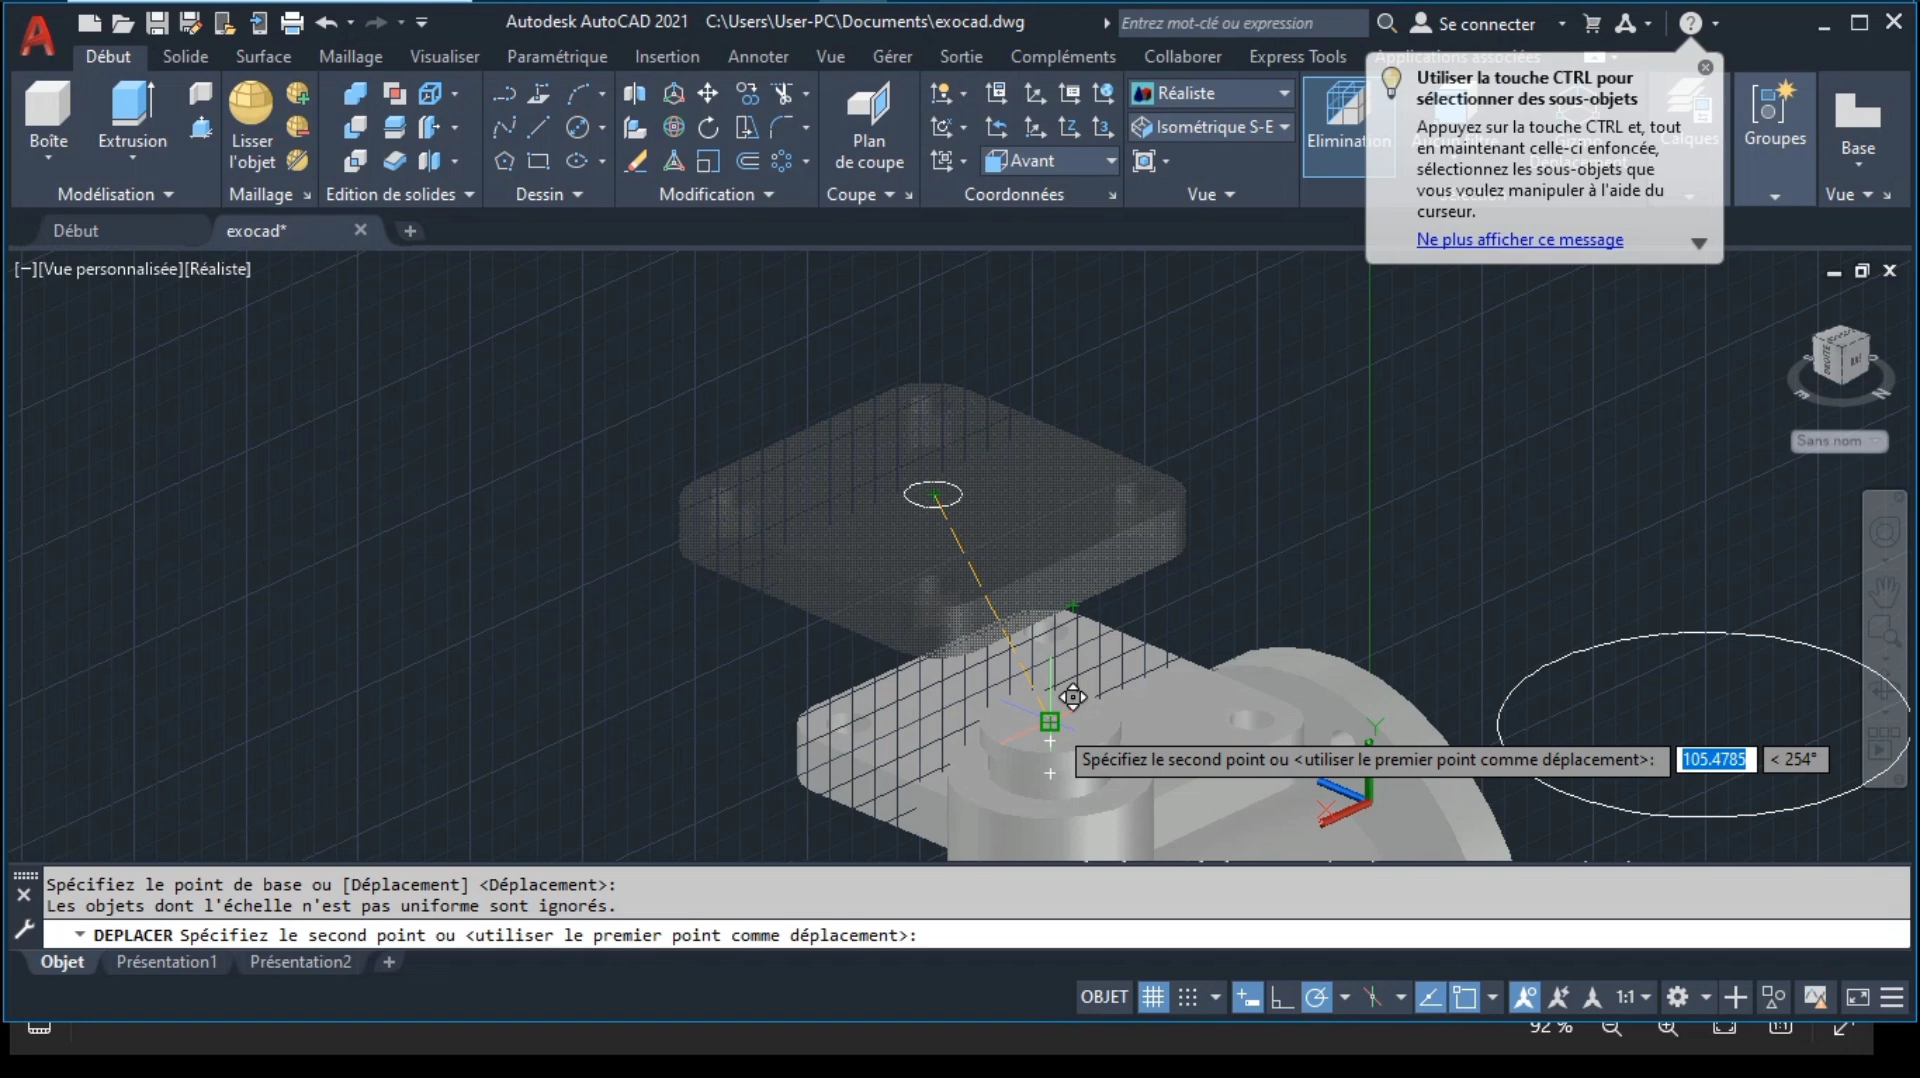 Autodesk AutoCAD 2021 C:\Users\User-PC\Documents\exocad.dwg
Entrez mot-clé ou expression
Se connecter
Début Solide Surface Maillage Visualiser Paramétrique Insertion Annoter Vue Gérer Sortie Compléments Collaborer Express Tools Applications associées
Utiliser la touche CTRL pour
sélectionner des sous-objets
Appuyez sur la touche CTRL et, tout
en maintenant celle-ci enfoncée,
sélectionnez les sous-objets que
vous voulez manipuler à l'aide du
curseur.
Ne plus afficher ce message
Boîte
Extrusion
Lisser
l'objet
Plan
de coupe
Réaliste
Isométrique S-E
Avant
Elimination
Calques
Groupes
Base
Modélisation
Maillage
Edition de solides
Dessin
Modification
Coupe
Coordonnées
Vue
Vue
Début
exocad*
[−][Vue personnalisée][Réaliste]
DROITE
Sans nom
E
N
Y
X
Spécifiez le second point ou <utiliser le premier point comme déplacement>: 105.4785 < 254°
Spécifiez le point de base ou [Déplacement] <Déplacement>:
Les objets dont l'échelle n'est pas uniforme sont ignorés.
DEPLACER Spécifiez le second point ou <utiliser le premier point comme déplacement>:
Objet Présentation1 Présentation2 +
OBJET
1:1
92 %
1:1